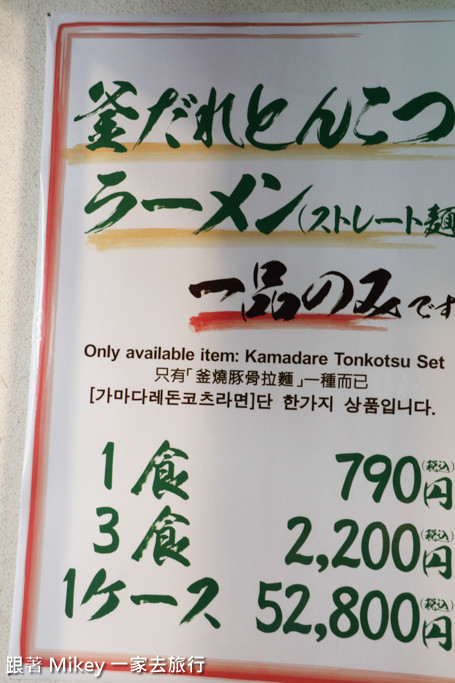 釜だれとんこつ
ラーメン(ストレート麺
一品のみです
Only available item: Kamadare Tonkotsu Set
只有「釜燒豚骨拉麵」一種而已
[가마다레돈코츠라면]단 한가지 상품입니다.
1食 790円(税込)
3食 2,200円(税込)
1ケース 52,800円(税込)
跟著 Mikey 一家去旅行